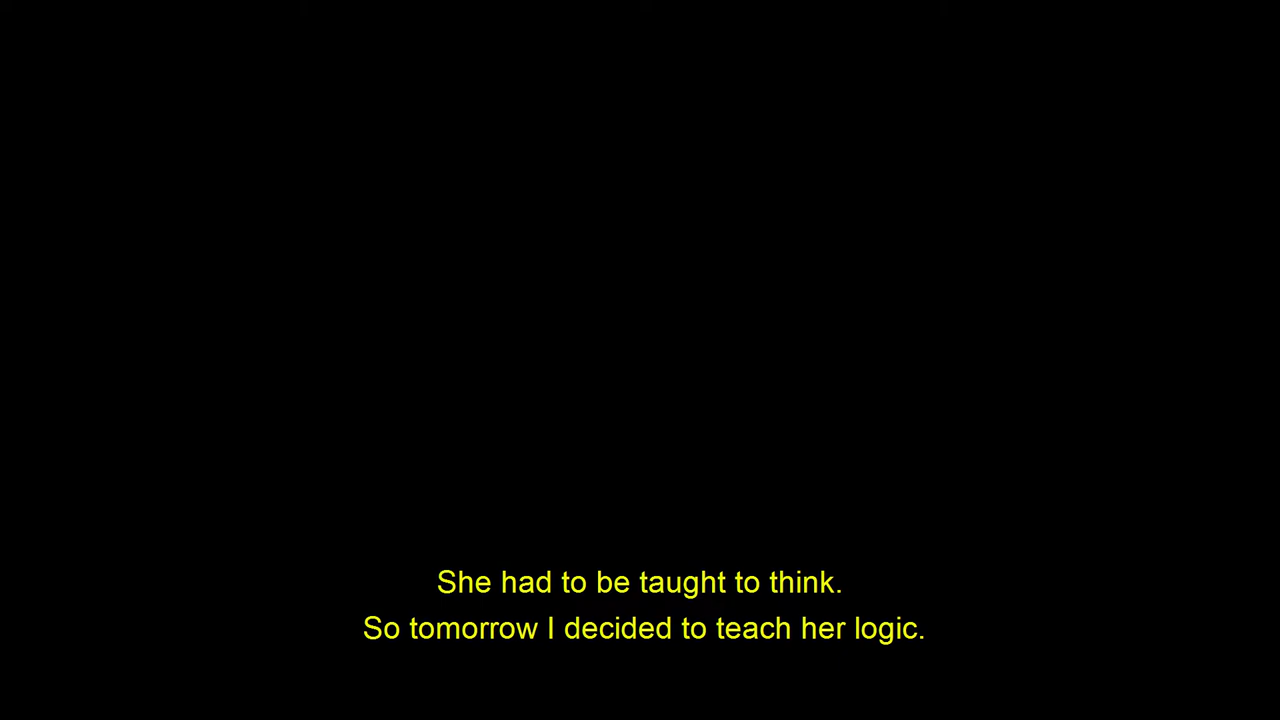 She had to be taught to think.
So tomorrow I decided to teach her logic.